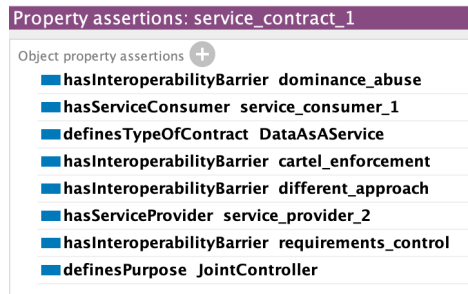 Property assertions: service_contract_1
Object property assertions
hasInteroperabilityBarrier dominance_abuse
hasServiceConsumer service_consumer_1
definesTypeOfContract DataAsAService
hasInteroperabilityBarrier cartel_enforcement
hasInteroperabilityBarrier different_approach
hasServiceProvider service_provider_2
hasInteroperabilityBarrier requirements_control
definesPurpose JointController